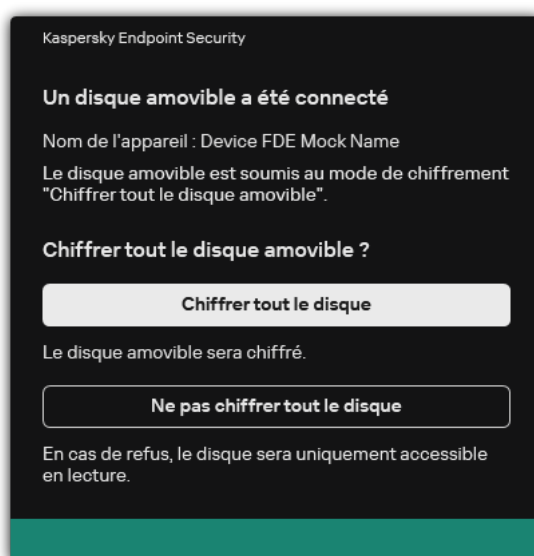 Kaspersky Endpoint Security
Un disque amovible a été connecté
Nom de l'appareil : Device FDE Mock Name
Le disque amovible est soumis au mode de chiffrement
"Chiffrer tout le disque amovible".
Chiffrer tout le disque amovible ?
Chiffrer tout le disque
Le disque amovible sera chiffré.
Ne pas chiffrer tout le disque
En cas de refus, le disque sera uniquement accessible
en lecture.